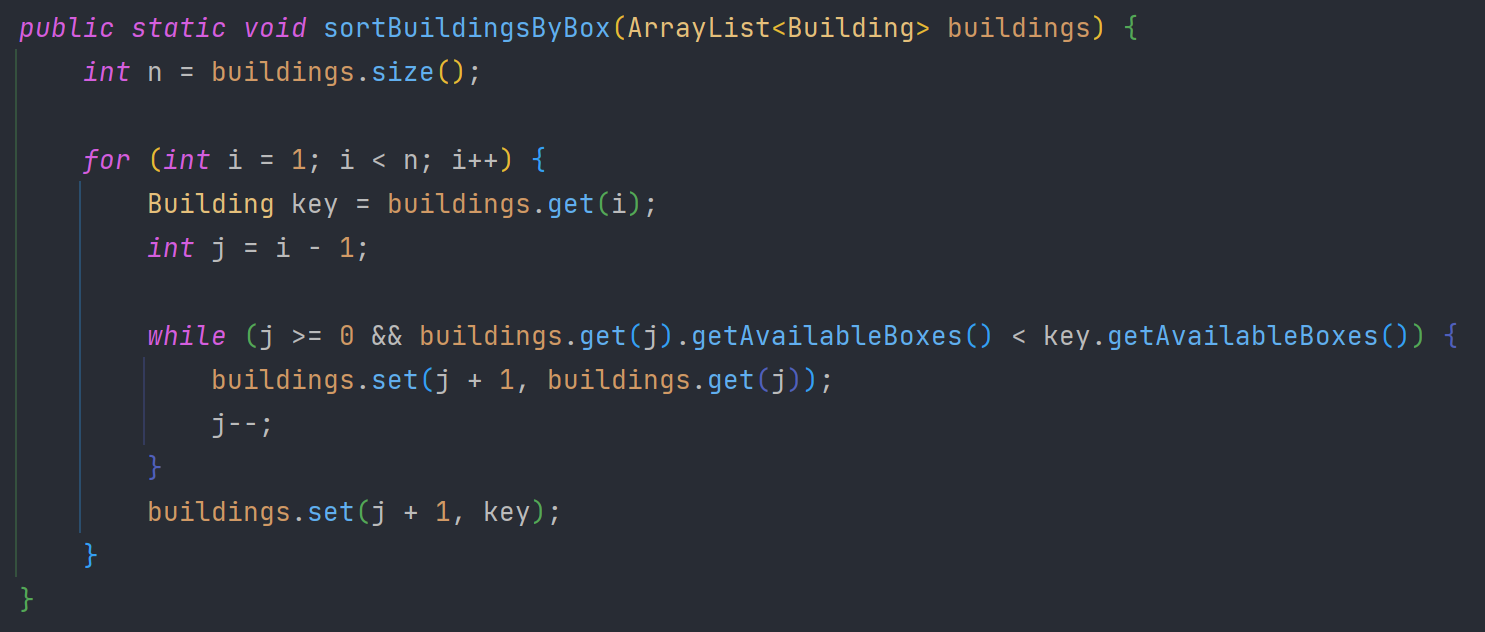 public static void sortBuildingsByBox(ArrayList<Building> buildings) {
    int n = buildings.size();

    for (int i = 1; i < n; i++) {
        Building key = buildings.get(i);
        int j = i - 1;

        while (j >= 0 && buildings.get(j).getAvailableBoxes() < key.getAvailableBoxes()) {
            buildings.set(j + 1, buildings.get(j));
            j--;
        }
        buildings.set(j + 1, key);
    }
}